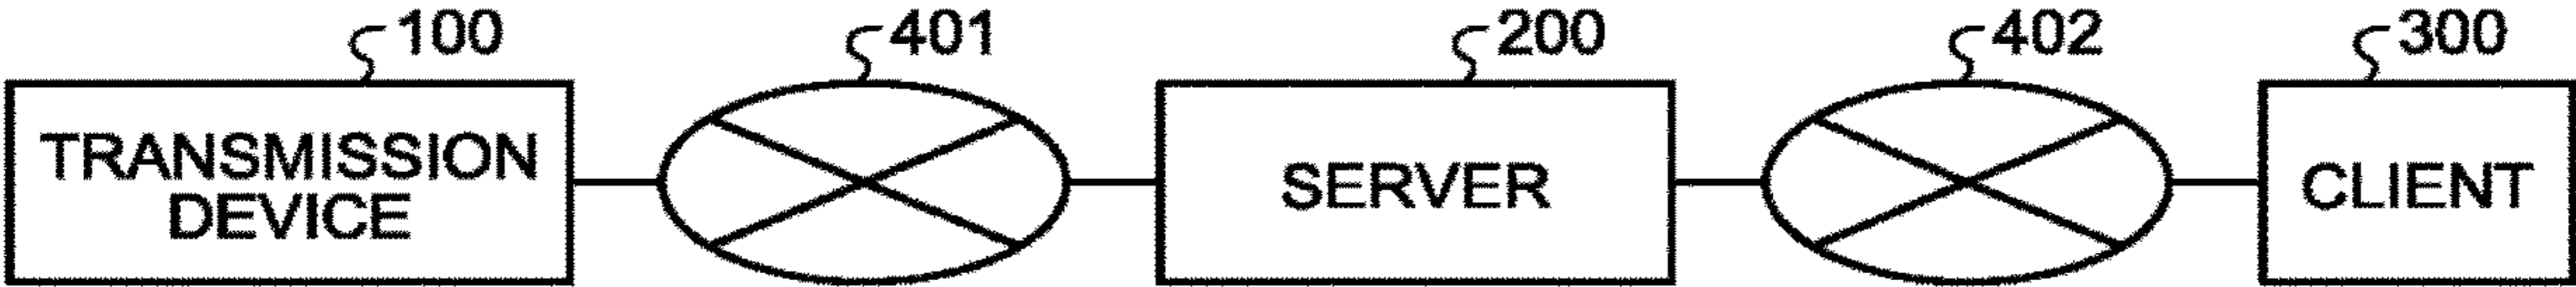 100
401
200
402
300
TRANSMISSION
DEVICE
SERVER
CLIENT